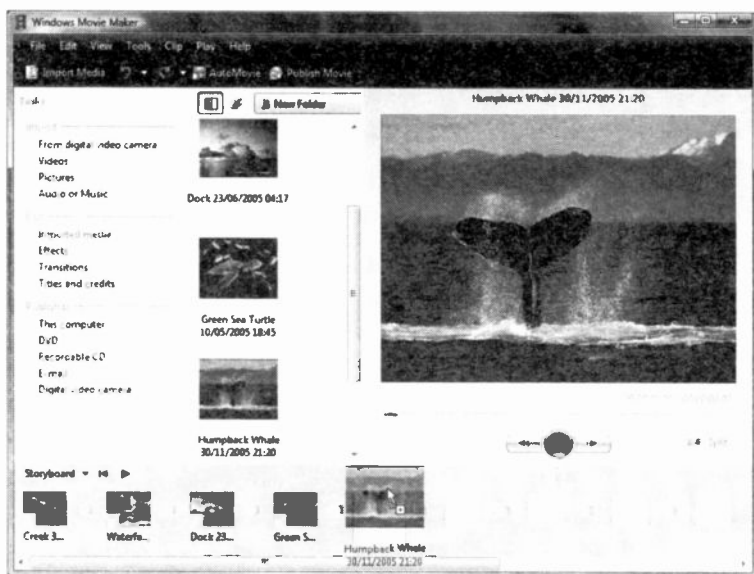 Windows Movie Maker
File Edit View Tools Clip Play Help
Import Media AutoMovie Publish Movie
Tasks
New Folder
Humpback Whale 30/11/2005 21:20
From digital video camera
Videos
Pictures
Audio or Music
Dock 23/06/2005 04:17
Imported media
Effects
Transitions
Titles and credits
Green Sea Turtle
10/05/2005 18:45
This computer
DVD
Recordable CD
E-mail
Digital video camera
Humpback Whale
30/11/2005 21:20
Split
Storyboard
Creek 3...
Waterfa...
Dock 23...
Green S...
Humpback Whale
30/11/2005 21:20